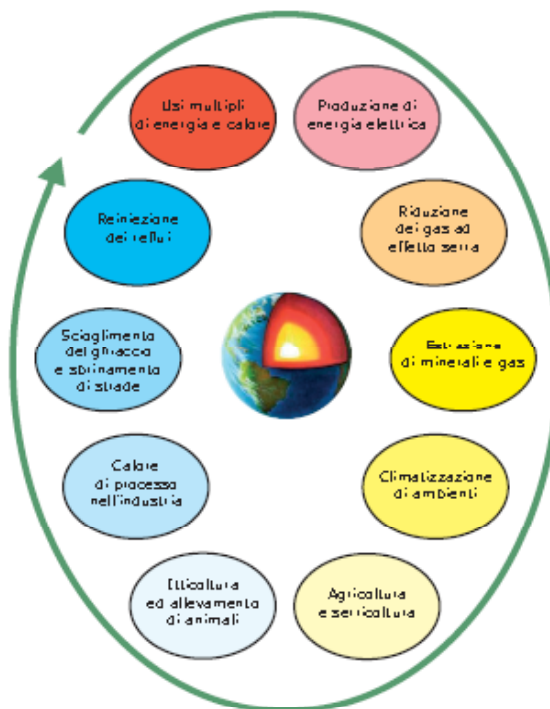 Usi multipli
di energia e calore
Produzione di
energia elettrica
Riduzione
dei gas ad
effetto serra
Estrazione
di minerali e gas
Climatizzazione
di ambienti
Agricoltura
e serricoltura
Itticoltura
ed allevamento
di animali
Calore
di processo
nell'industria
Scioglimento
del ghiaccio
e sbrinamento
di strade
Reiniezione
dei reflui